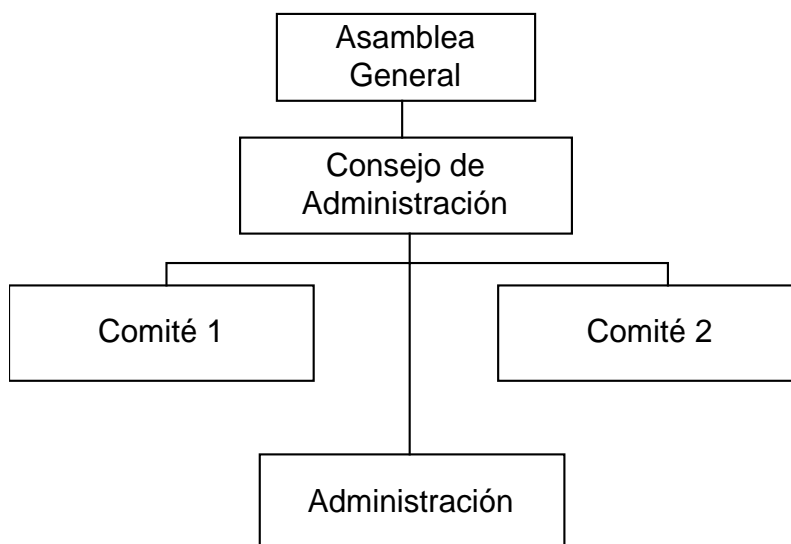 Asamblea
General
Consejo de
Administración
Comité 1
Comité 2
Administración